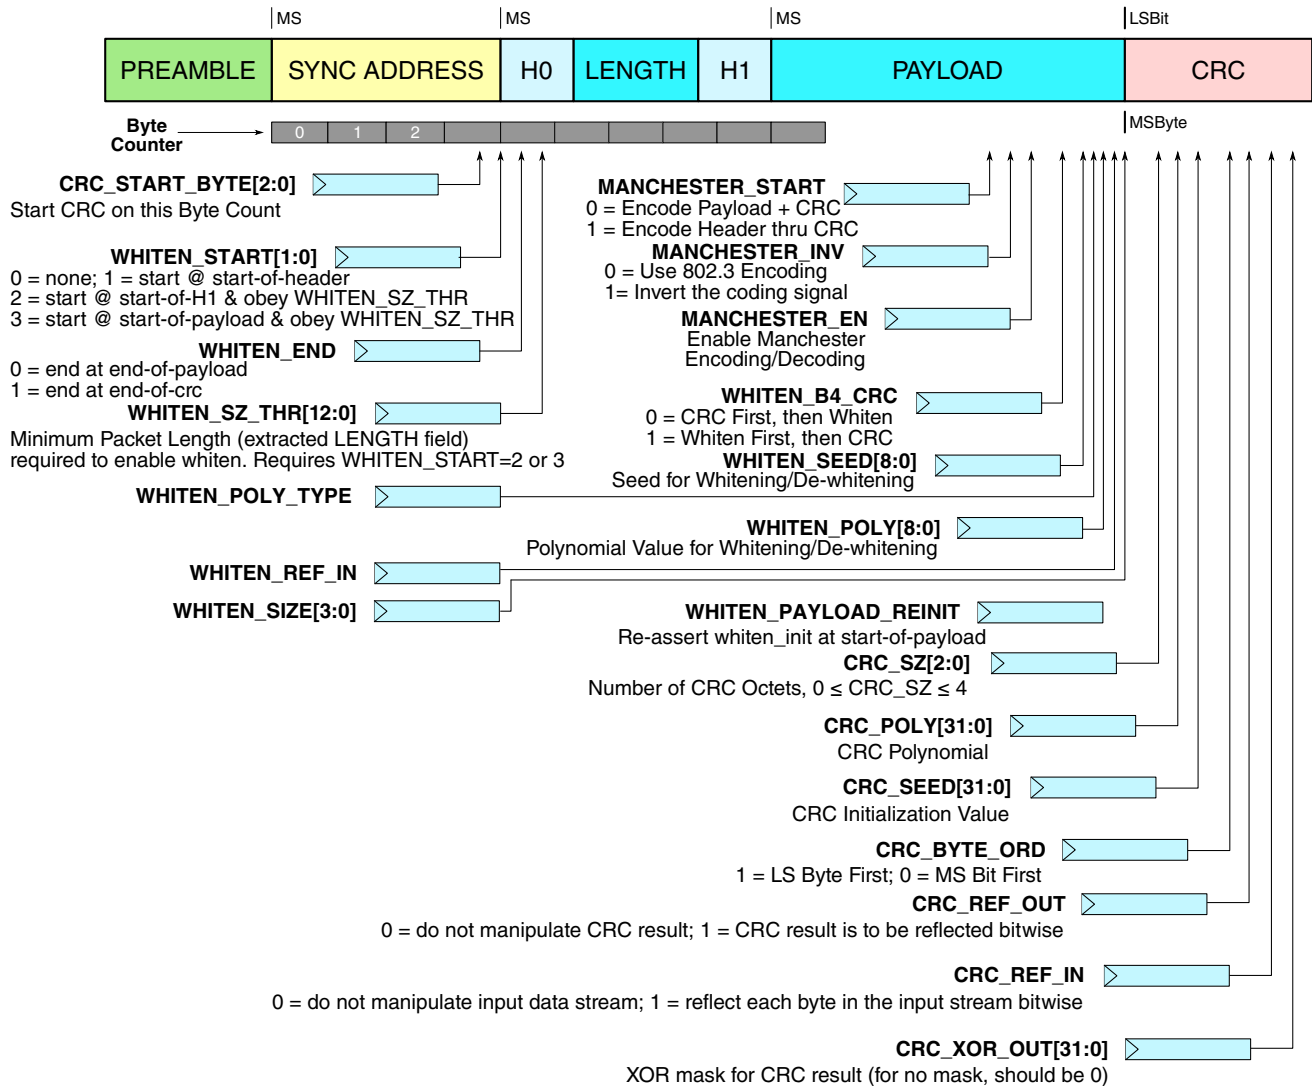 MS MS MS LSBit
PREAMBLE SYNC ADDRESS H0 LENGTH H1 PAYLOAD CRC
MSByte
Byte
Counter
0 1 2
CRC_START_BYTE[2:0]
Start CRC on this Byte Count
WHITEN_START[1:0]
0 = none; 1 = start @ start-of-header
2 = start @ start-of-H1 & obey WHITEN_SZ_THR
3 = start @ start-of-payload & obey WHITEN_SZ_THR
WHITEN_END
0 = end at end-of-payload
1 = end at end-of-crc
WHITEN_SZ_THR[12:0]
Minimum Packet Length (extracted LENGTH field)
required to enable whiten. Requires WHITEN_START=2 or 3
WHITEN_POLY_TYPE
WHITEN_REF_IN
WHITEN_SIZE[3:0]
MANCHESTER_START
0 = Encode Payload + CRC
1 = Encode Header thru CRC
MANCHESTER_INV
0 = Use 802.3 Encoding
1= Invert the coding signal
MANCHESTER_EN
Enable Manchester
Encoding/Decoding
WHITEN_B4_CRC
0 = CRC First, then Whiten
1 = Whiten First, then CRC
WHITEN_SEED[8:0]
Seed for Whitening/De-whitening
WHITEN_POLY[8:0]
Polynomial Value for Whitening/De-whitening
WHITEN_PAYLOAD_REINIT
Re-assert whiten_init at start-of-payload
CRC_SZ[2:0]
Number of CRC Octets, 0 ≤ CRC_SZ ≤ 4
CRC_POLY[31:0]
CRC Polynomial
CRC_SEED[31:0]
CRC Initialization Value
CRC_BYTE_ORD
1 = LS Byte First; 0 = MS Bit First
CRC_REF_OUT
0 = do not manipulate CRC result; 1 = CRC result is to be reflected bitwise
CRC_REF_IN
0 = do not manipulate input data stream; 1 = reflect each byte in the input stream bitwise
CRC_XOR_OUT[31:0]
XOR mask for CRC result (for no mask, should be 0)